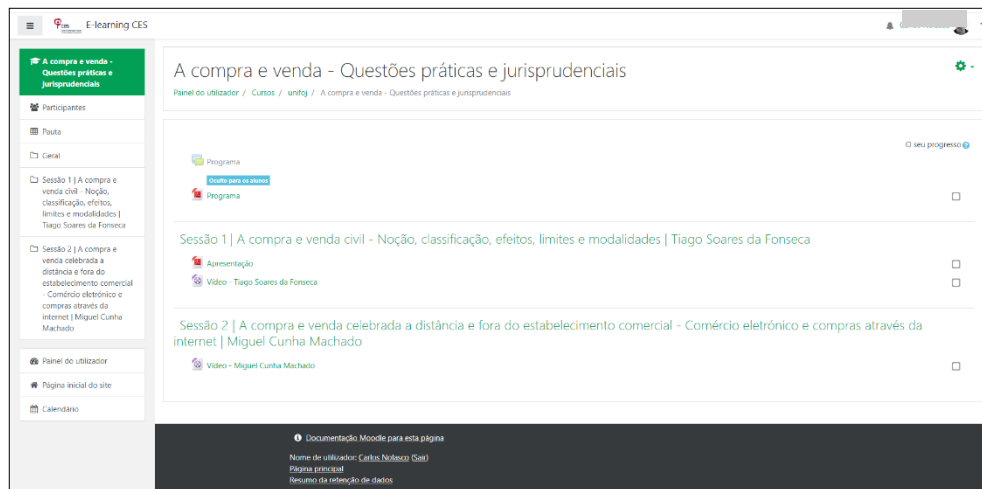 E-learning CES
A compra e venda -
Questões práticas e
jurisprudenciais
Participantes
Pauta
Geral
Sessão 1 | A compra e
venda civil - Noção,
classificação, efeitos,
limites e modalidades |
Tiago Soares da Fonseca
Sessão 2 | A compra e
venda celebrada a
distância e fora do
estabelecimento comercial
- Comércio eletrónico e
compras através da
internet | Miguel Cunha
Machado
Painel do utilizador
Página inicial do site
Calendário
A compra e venda - Questões práticas e jurisprudenciais
Painel do utilizador / Cursos / unifoj / A compra e venda - Questões práticas e jurisprudenciais
O seu progresso
Programa
Oculto para os alunos
Programa
Sessão 1 | A compra e venda civil - Noção, classificação, efeitos, limites e modalidades | Tiago Soares da Fonseca
Apresentação
Vídeo - Tiago Soares da Fonseca
Sessão 2 | A compra e venda celebrada a distância e fora do estabelecimento comercial - Comércio eletrónico e compras através da
internet | Miguel Cunha Machado
Vídeo - Miguel Cunha Machado
Documentação Moodle para esta página
Nome de utilizador: Carlos Nolasco (Sair)
Página principal
Resumo da retenção de dados